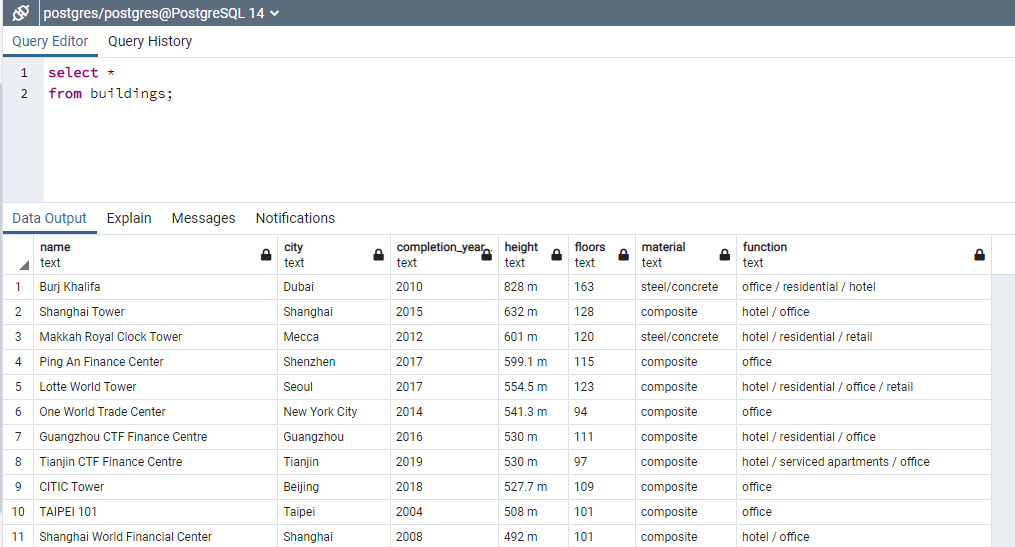 postgres/postgres@PostgreSQL 14
Query Editor Query History
1 select *
2 from buildings;
Data Output Explain Messages Notifications
name city completion_year height floors material function
text text text text text text text
1 Burj Khalifa Dubai 2010 828 m 163 steel/concrete office / residential / hotel
2 Shanghai Tower Shanghai 2015 632 m 128 composite hotel / office
3 Makkah Royal Clock Tower Mecca 2012 601 m 120 steel/concrete hotel / residential / retail
4 Ping An Finance Center Shenzhen 2017 599.1 m 115 composite office
5 Lotte World Tower Seoul 2017 554.5 m 123 composite hotel / residential / office / retail
6 One World Trade Center New York City 2014 541.3 m 94 composite office
7 Guangzhou CTF Finance Centre Guangzhou 2016 530 m 111 composite hotel / residential / office
8 Tianjin CTF Finance Centre Tianjin 2019 530 m 97 composite hotel / serviced apartments / office
9 CITIC Tower Beijing 2018 527.7 m 109 composite office
10 TAIPEI 101 Taipei 2004 508 m 101 composite office
11 Shanghai World Financial Center Shanghai 2008 492 m 101 composite hotel / office